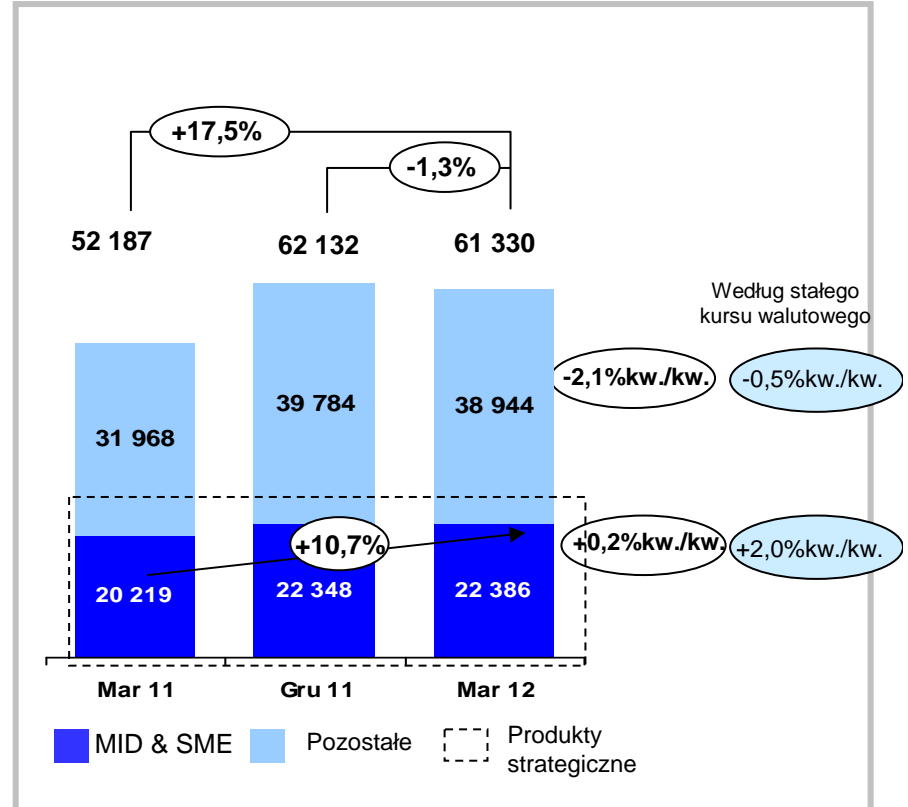 +17,5%
-1,3%
52 187
62 132
61 330
Według stałego
kursu walutowego
-2,1%kw./kw.
-0,5%kw./kw.
31 968
39 784
38 944
+10,7%
+0,2%kw./kw.
+2,0%kw./kw.
20 219
22 348
22 386
Mar 11
Gru 11
Mar 12
MID & SME
Pozostałe
Produkty
strategiczne